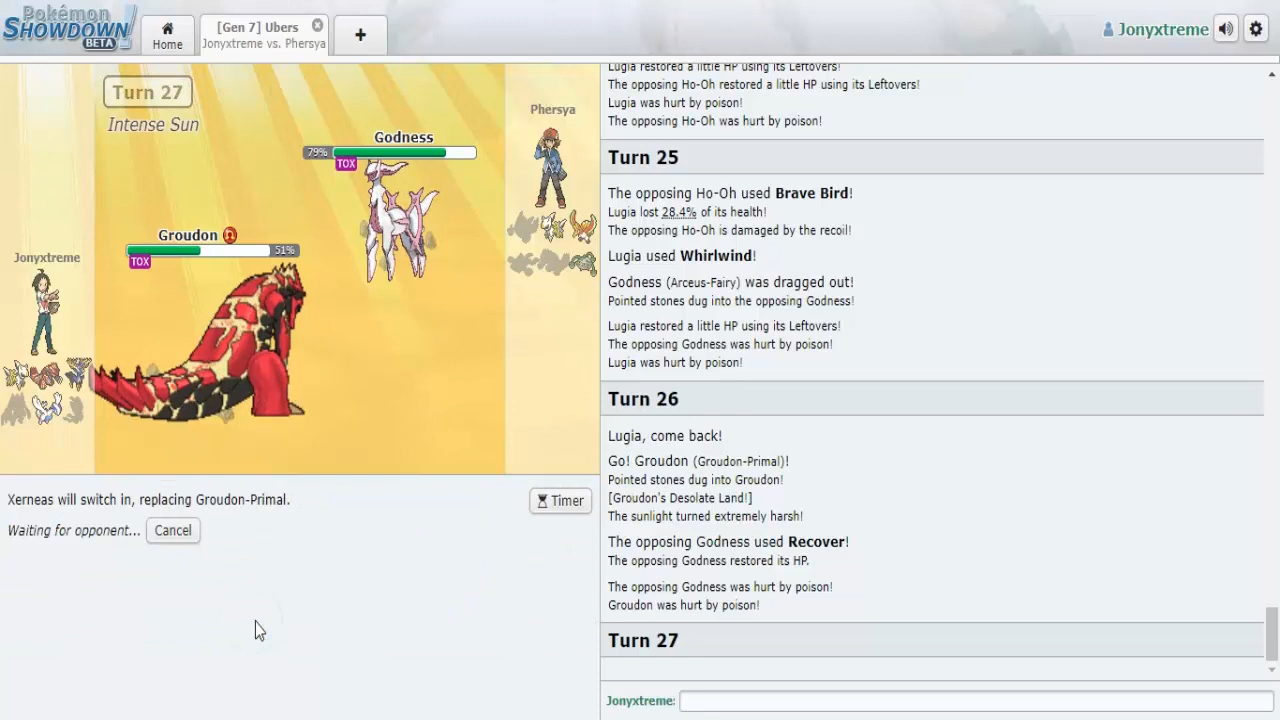 Pokémon
SHOWDOWN!
BETA
Home
[Gen 7] Ubers
Jonyxtreme vs. Phersya
+
Jonyxtreme
Turn 27
Intense Sun
Phersya
Godness
79%
TOX
Groudon
51%
TOX
Jonyxtreme
Xerneas will switch in, replacing Groudon-Primal.
Timer
Waiting for opponent... Cancel
Lugia restored a little HP using its Leftovers!
The opposing Ho-Oh restored a little HP using its Leftovers!
Lugia was hurt by poison!
The opposing Ho-Oh was hurt by poison!
Turn 25
The opposing Ho-Oh used Brave Bird!
Lugia lost 28.4% of its health!
The opposing Ho-Oh is damaged by the recoil!
Lugia used Whirlwind!
Godness (Arceus-Fairy) was dragged out!
Pointed stones dug into the opposing Godness!
Lugia restored a little HP using its Leftovers!
The opposing Godness was hurt by poison!
Lugia was hurt by poison!
Turn 26
Lugia, come back!
Go! Groudon (Groudon-Primal)!
Pointed stones dug into Groudon!
[Groudon's Desolate Land!]
The sunlight turned extremely harsh!
The opposing Godness used Recover!
The opposing Godness restored its HP.
The opposing Godness was hurt by poison!
Groudon was hurt by poison!
Turn 27
Jonyxtreme: